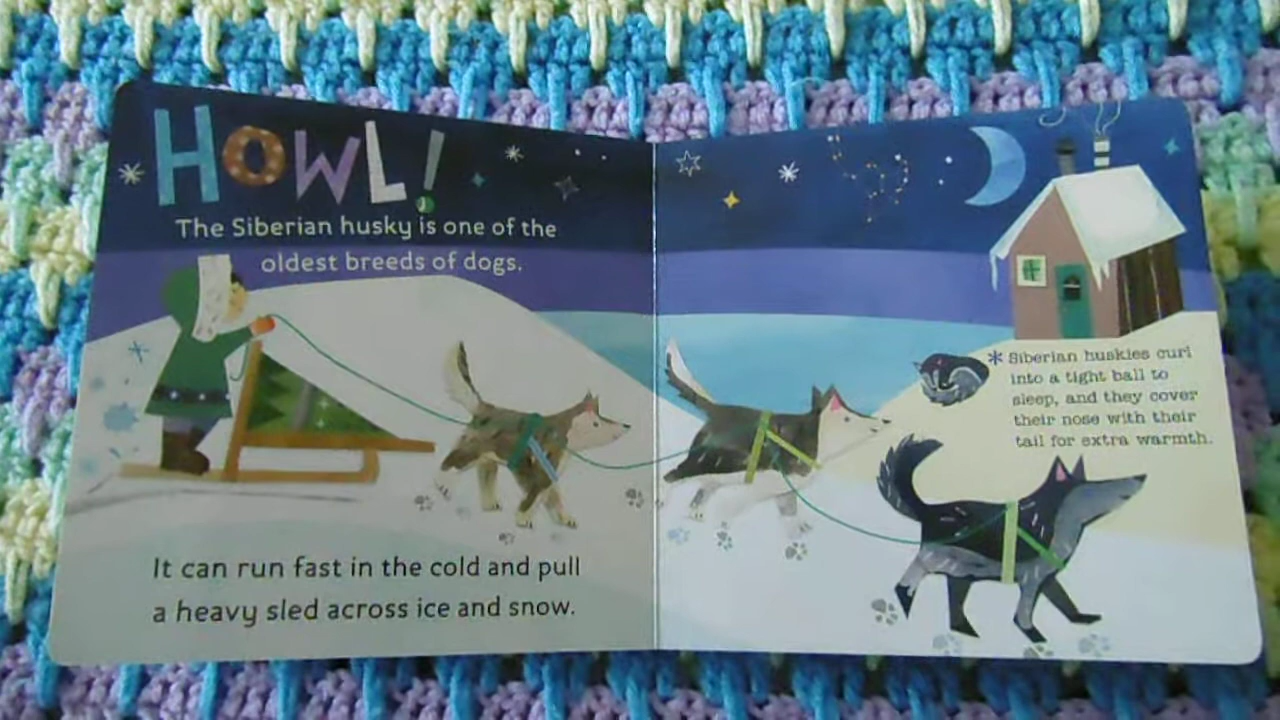 HOWL!
The Siberian husky is one of the
oldest breeds of dogs.
It can run fast in the cold and pull
a heavy sled across ice and snow.
* Siberian huskies curl
into a tight ball to
sleep, and they cover
their nose with their
tail for extra warmth.